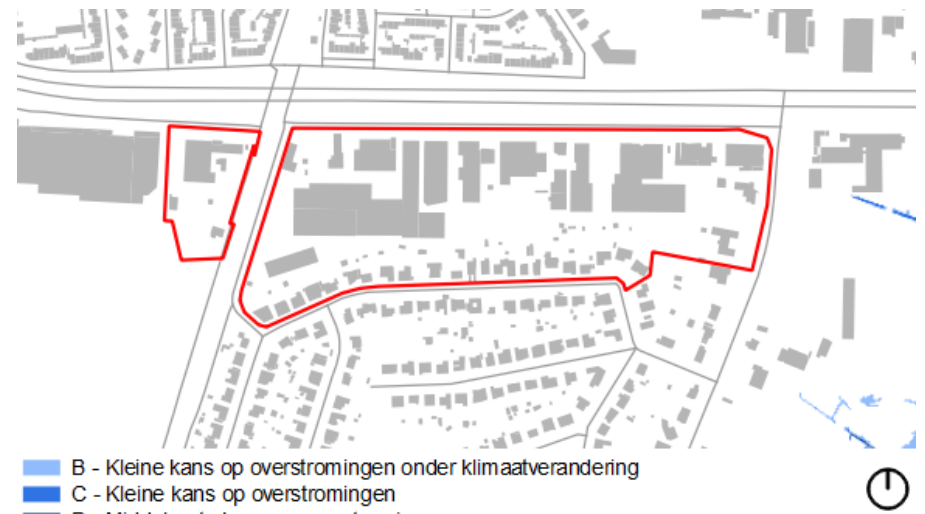 B - Kleine kans op overstromingen onder klimaatverandering
C - Kleine kans op overstromingen